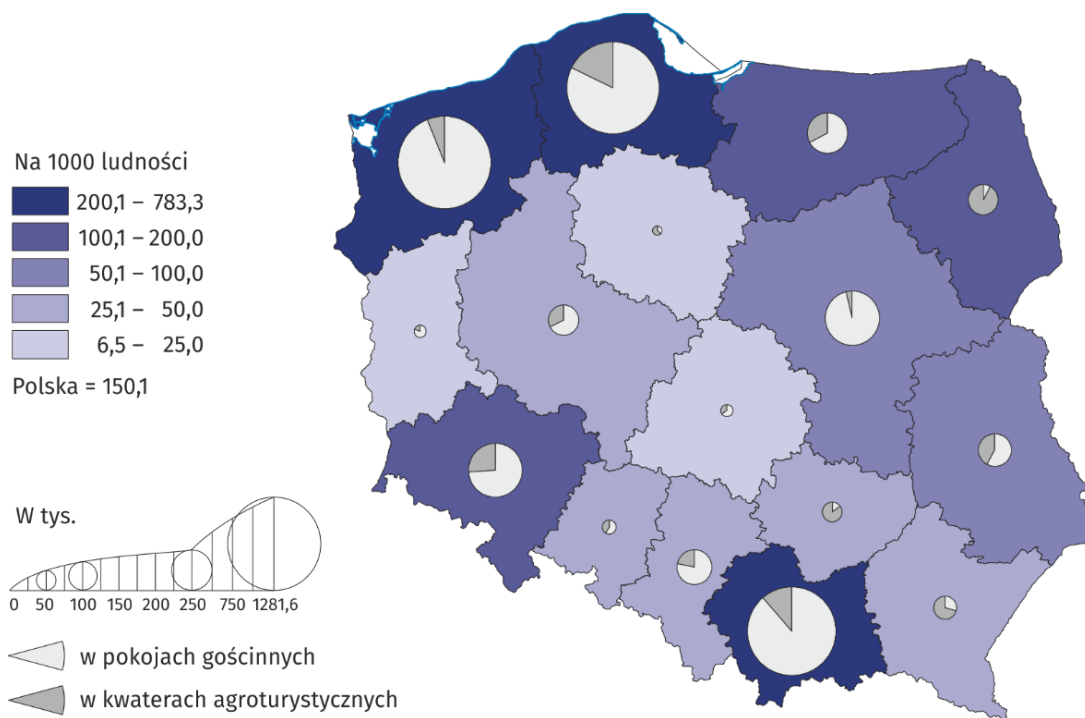 Na 1000 ludności
200,1 – 783,3
100,1 – 200,0
50,1 – 100,0
25,1 – 50,0
6,5 – 25,0
Polska = 150,1
W tys.
0 50 100 150 200 250 750 1281,6
w pokojach gościnnych
w kwaterach agroturystycznych